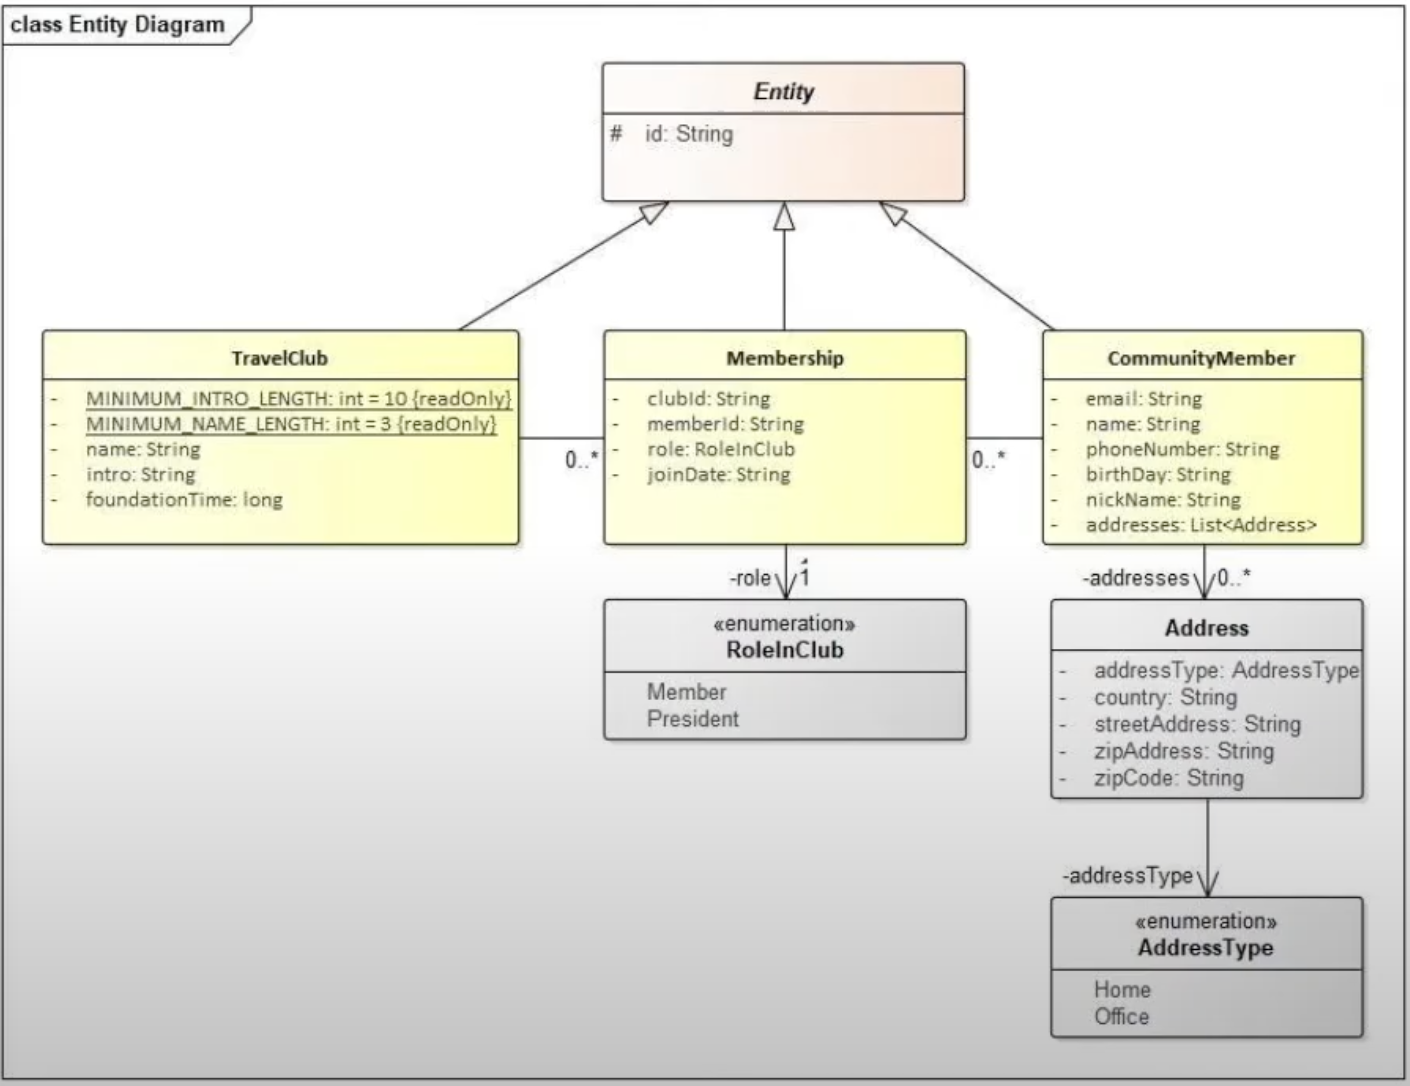 class Entity Diagram
Entity
# id: String
TravelClub
- MINIMUM_INTRO_LENGTH: int = 10 {readOnly}
- MINIMUM_NAME_LENGTH: int = 3 {readOnly}
- name: String
- intro: String
- foundationTime: long
0..*
Membership
- clubId: String
- memberId: String
- role: RoleInClub
- joinDate: String
0..*
CommunityMember
- email: String
- name: String
- phoneNumber: String
- birthDay: String
- nickName: String
- addresses: List<Address>
-role 1
«enumeration»
RoleInClub
Member
President
-addresses 0..*
Address
- addressType: AddressType
- country: String
- streetAddress: String
- zipAddress: String
- zipCode: String
-addressType
«enumeration»
AddressType
Home
Office